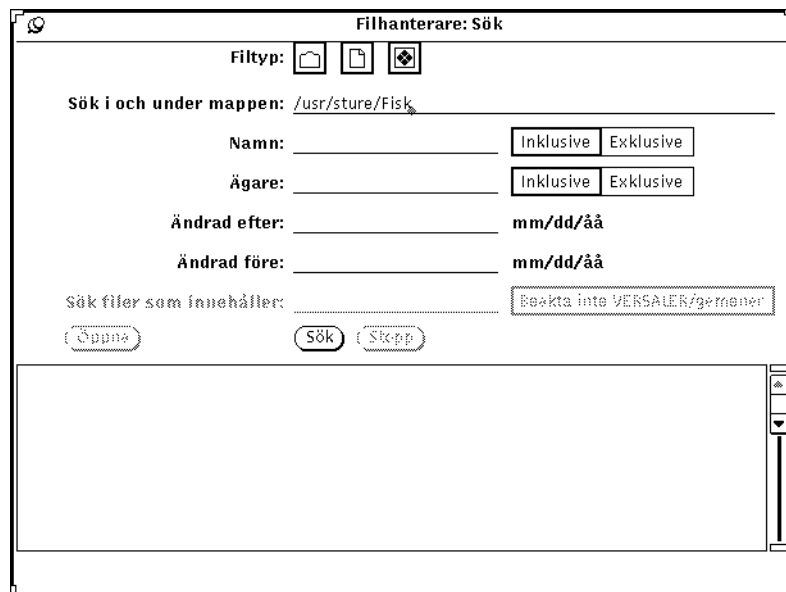 Filhanterare: Sök
Filtyp:
Sök i och under mappen: /usr/sture/Fisk
Namn: Inklusive Exklusive
Ägare: Inklusive Exklusive
Ändrad efter: mm/dd/åå
Ändrad före: mm/dd/åå
Sök filer som innehåller: Beakta inte VERSALER/gemener
Öppna Sök Stopp